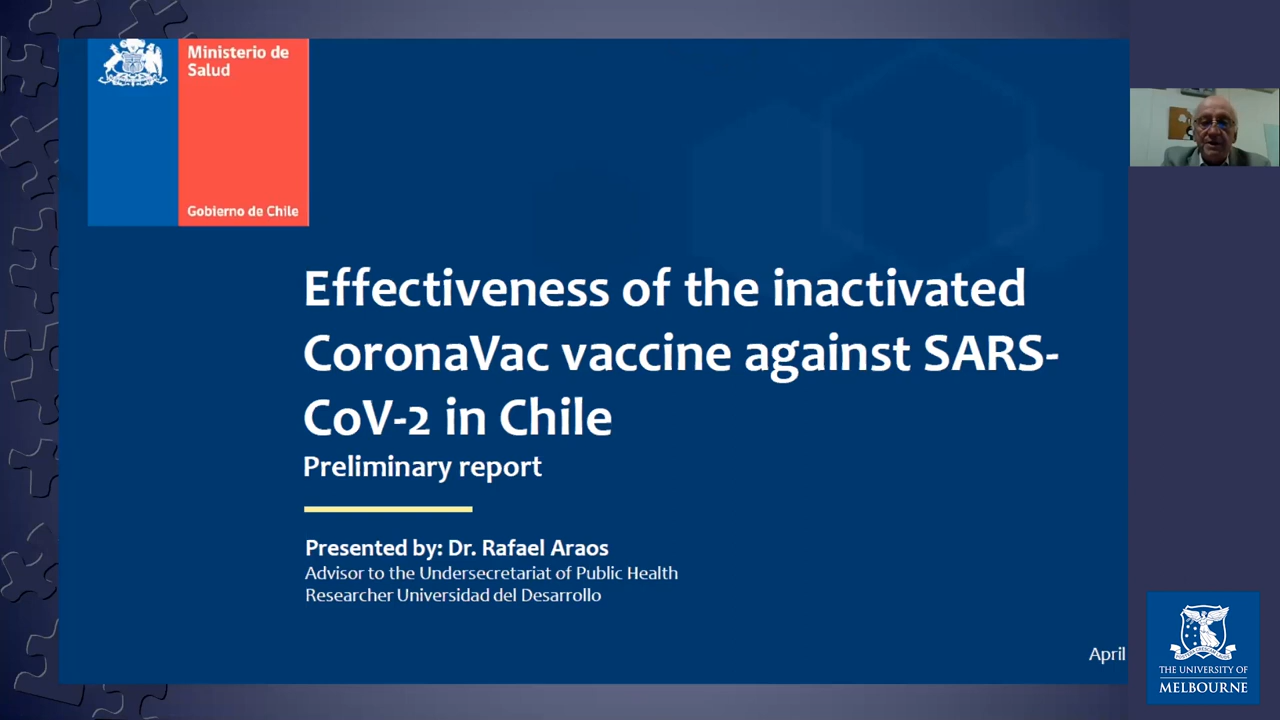 Ministerio de
Salud
Gobierno de Chile
Effectiveness of the inactivated
CoronaVac vaccine against SARS-
CoV-2 in Chile
Preliminary report
Presented by: Dr. Rafael Araos
Advisor to the Undersecretariat of Public Health
Researcher Universidad del Desarrollo
April
THE UNIVERSITY OF
MELBOURNE